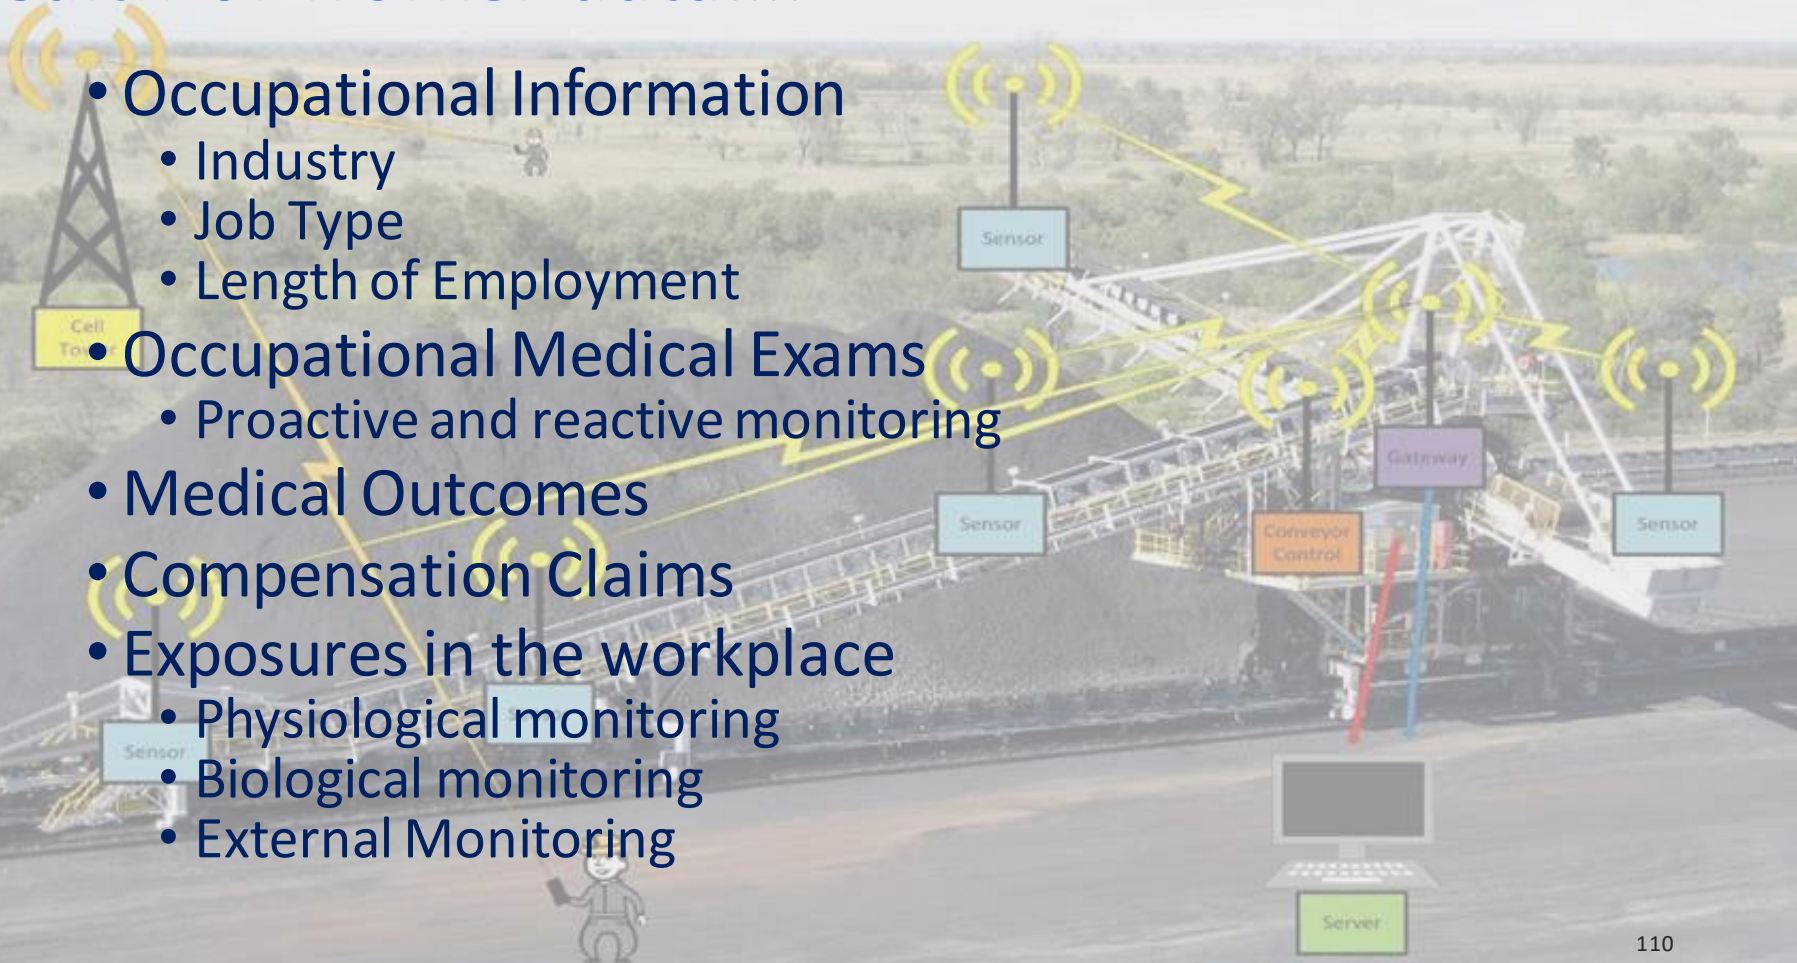 • Occupational Information
• Industry
• Job Type
• Length of Employment
• Occupational Medical Exams
• Proactive and reactive monitoring
• Medical Outcomes
• Compensation Claims
• Exposures in the workplace
• Physiological monitoring
• Biological monitoring
• External Monitoring
Sensor
Cell
Tower
Gateway
Sensor
Conveyor
Control
Sensor
Sensor
Server
110